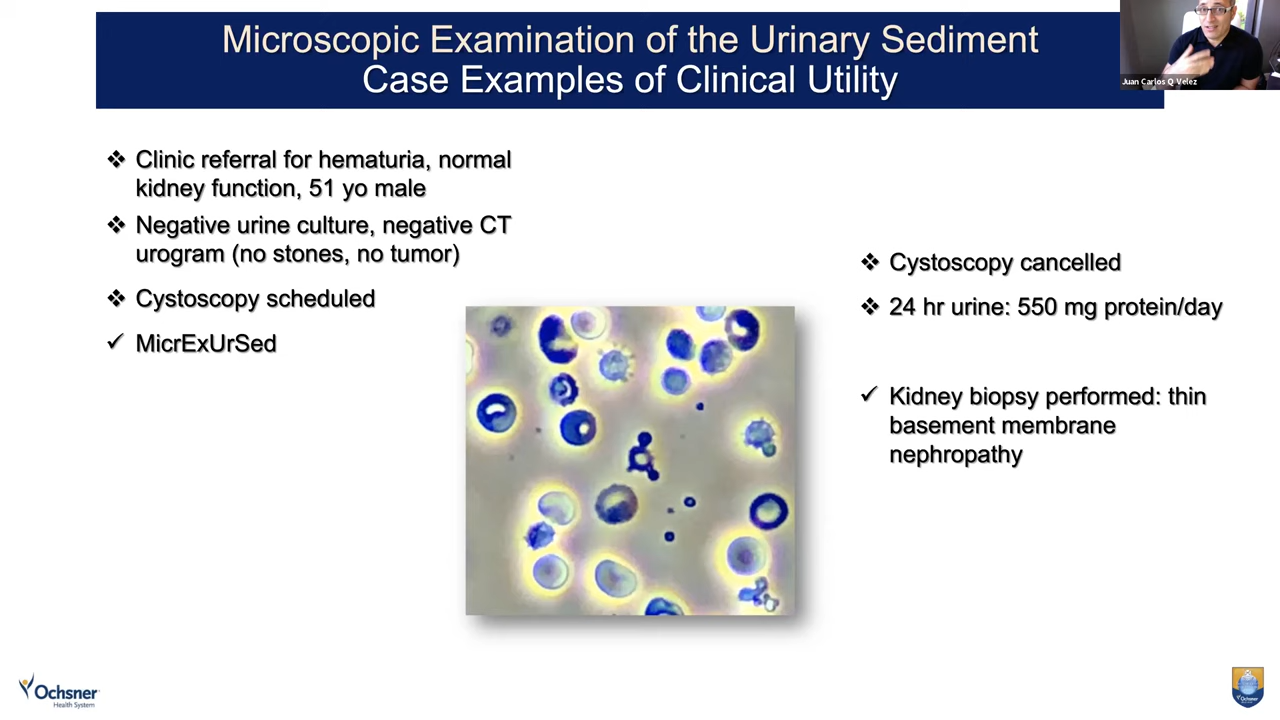 Microscopic Examination of the Urinary Sediment
Case Examples of Clinical Utility
Juan Carlos Q Velez
❖ Clinic referral for hematuria, normal
kidney function, 51 yo male
❖ Negative urine culture, negative CT
urogram (no stones, no tumor)
❖ Cystoscopy scheduled
✓ MicrExUrSed
❖ Cystoscopy cancelled
❖ 24 hr urine: 550 mg protein/day
✓ Kidney biopsy performed: thin
basement membrane
nephropathy
Ochsner
Health System
Ochsner